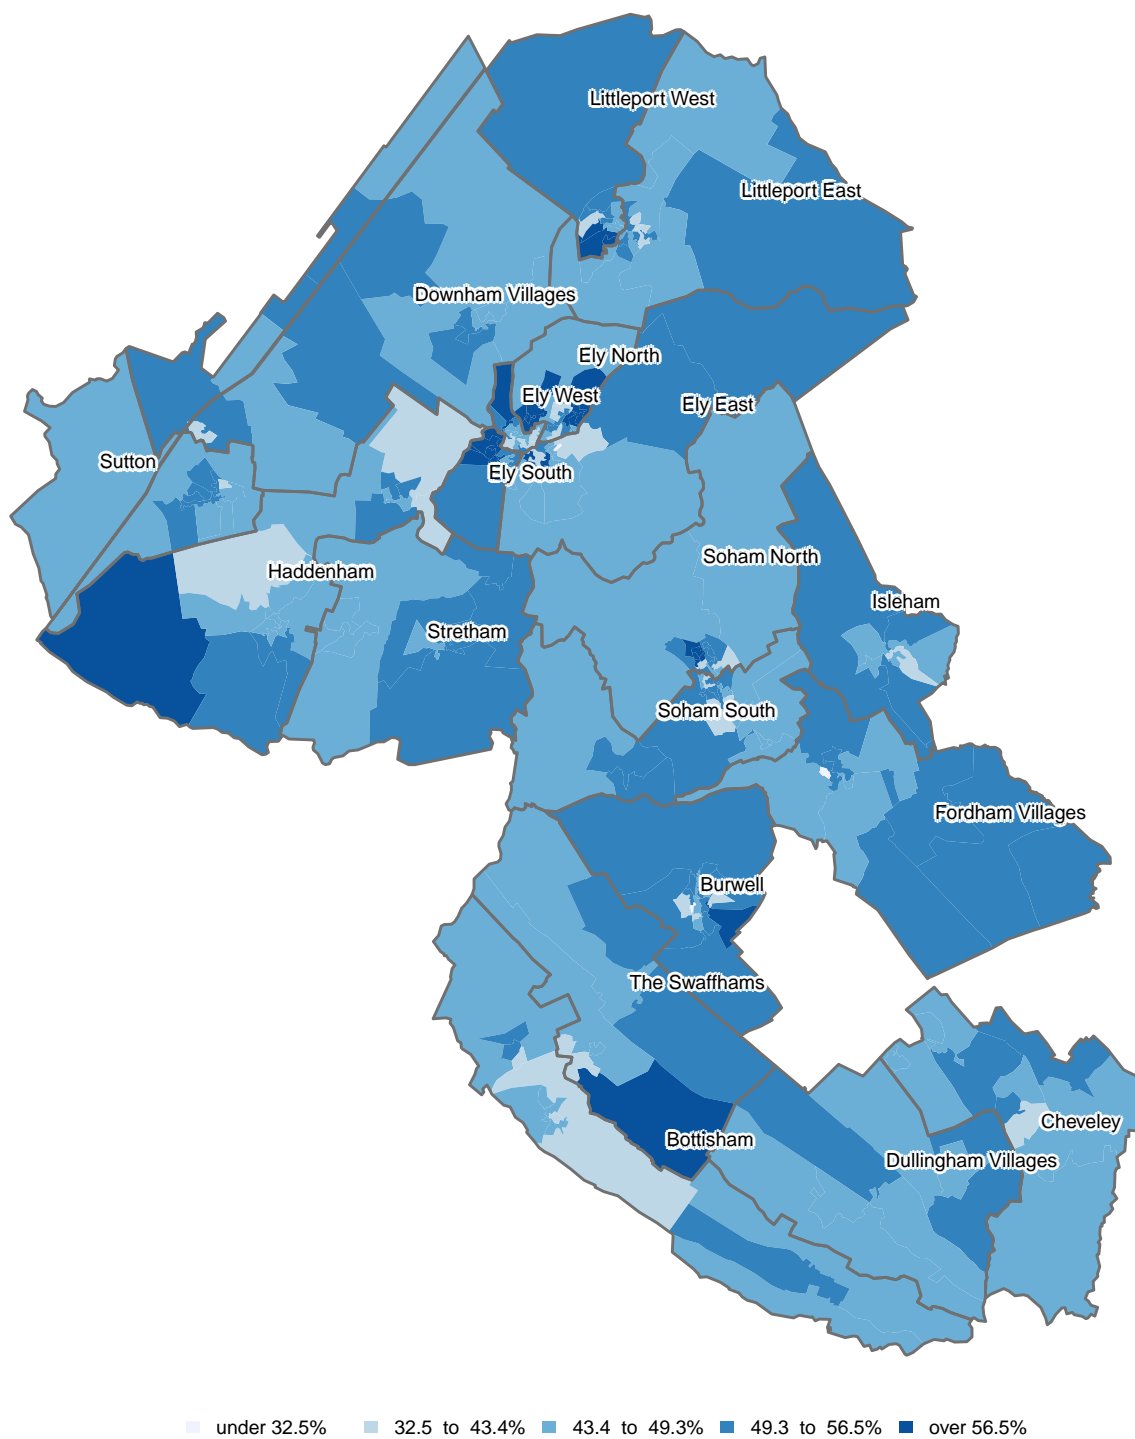 Littleport West
Littleport East
Downham Villages
Ely North
Ely West
Ely East
Sutton
Ely South
Soham North
Haddenham
Isleham
Stretham
Soham South
Fordham Villages
Burwell
The Swaffhams
Cheveley
Bottisham
Dullingham Villages
under 32.5% 32.5 to 43.4% 43.4 to 49.3% 49.3 to 56.5% over 56.5%